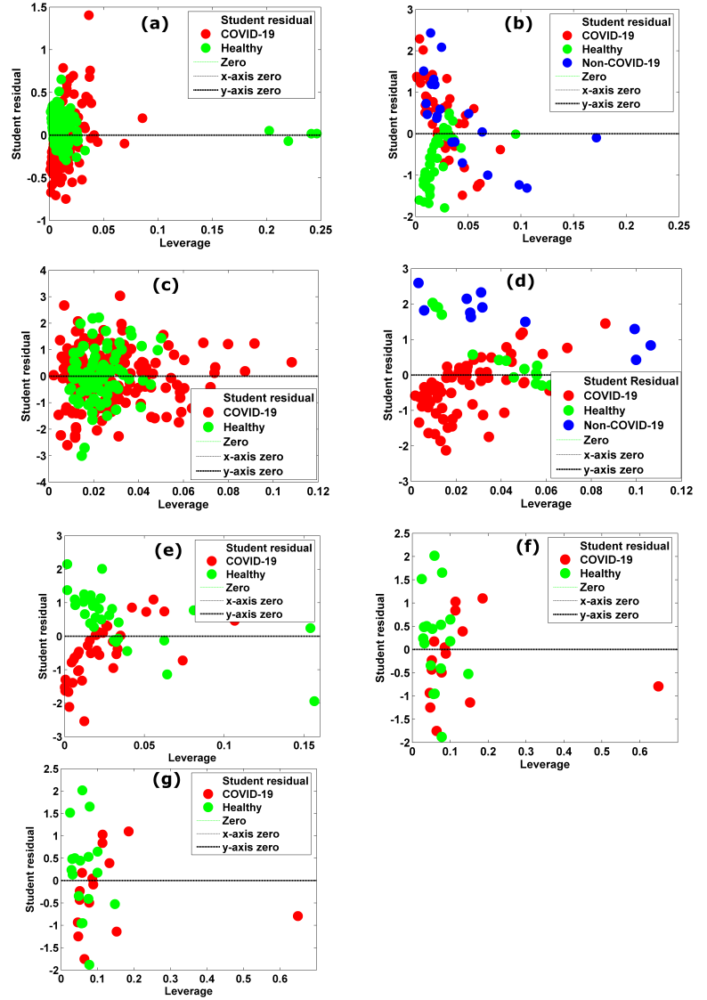 (a)
Student residual
COVID-19
Healthy
Zero
x-axis zero
y-axis zero
1.5
1
0.5
0
-0.5
-1
Student residual
0 0.05 0.1 0.15 0.2 0.25
Leverage
(b)
Student residual
COVID-19
Healthy
Non-COVID-19
Zero
x-axis zero
y-axis zero
3
2
1
0
-1
-2
Student residual
0 0.05 0.1 0.15 0.2 0.25
Leverage
(c)
4
3
2
1
0
-1
-2
-3
-4
Student residual
Student residual
COVID-19
Healthy
Zero
x-axis zero
y-axis zero
0 0.02 0.04 0.06 0.08 0.1 0.12
Leverage
(d)
3
2
1
0
-1
-2
-3
Student residual
Student Residual
COVID-19
Healthy
Non-COVID-19
Zero
x-axis zero
y-axis zero
0 0.02 0.04 0.06 0.08 0.1 0.12
Leverage
(e)
Student residual
COVID-19
Healthy
Zero
x-axis zero
y-axis zero
3
2
1
0
-1
-2
-3
Student residual
0 0.05 0.1 0.15
Leverage
(f)
Student residual
COVID-19
Healthy
Zero
x-axis zero
y-axis zero
2.5
2
1.5
1
0.5
0
-0.5
-1
-1.5
-2
Student residual
0 0.1 0.2 0.3 0.4 0.5 0.6
Leverage
(g)
Student residual
COVID-19
Healthy
Zero
x-axis zero
y-axis zero
2.5
2
1.5
1
0.5
0
-0.5
-1
-1.5
-2
Student residual
0 0.1 0.2 0.3 0.4 0.5 0.6
Leverage